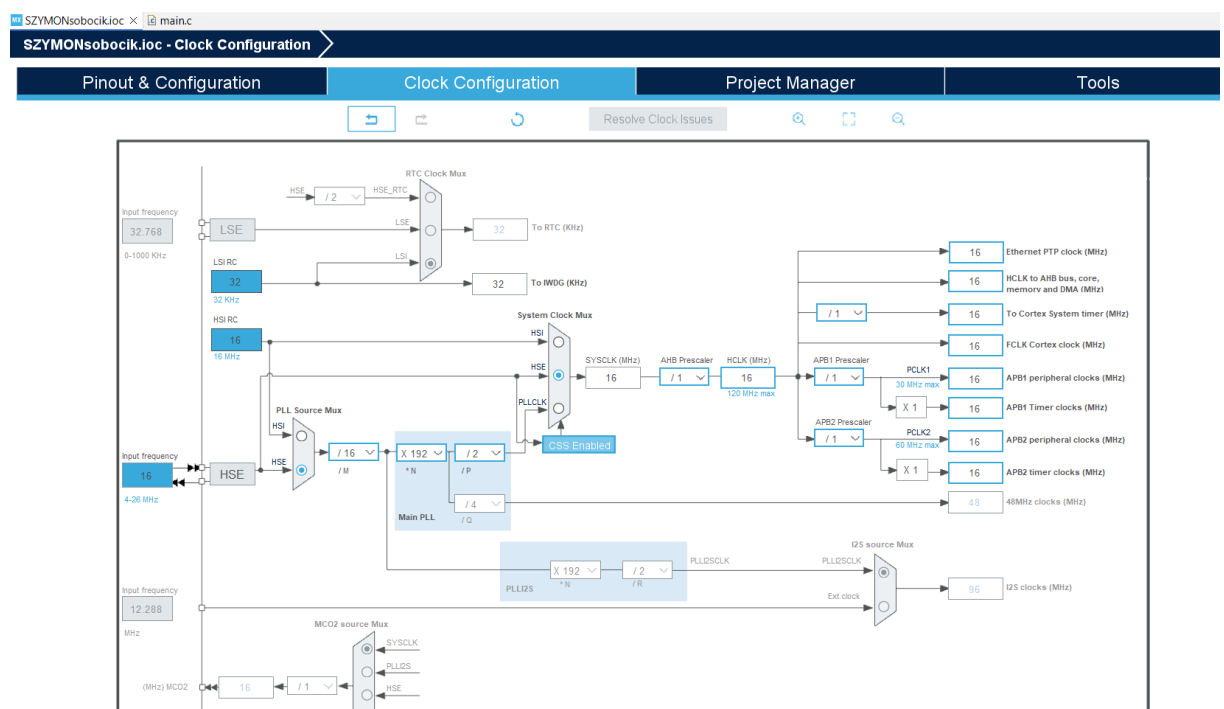 MX SZYMONsobocik.ioc × main.c
SZYMONsobocik.ioc - Clock Configuration
Pinout & Configuration Clock Configuration Project Manager Tools
Resolve Clock Issues
RTC Clock Mux
HSE / 2 HSE_RTC
Input frequency
32.768 LSE LSE 32 To RTC (KHz)
0-1000 KHz
LSI
LSI RC
32 32 To IWDG (KHz)
32 KHz
HSI RC
16
16 MHz
System Clock Mux
HSI
HSE
PLLCLK
SYSCLK (MHz) AHB Prescaler HCLK (MHz)
16 / 1 16
120 MHz max
CSS Enabled
16 Ethernet PTP clock (MHz)
16 HCLK to AHB bus, core,
memory and DMA (MHz)
/ 1 16 To Cortex System timer (MHz)
16 FCLK Cortex clock (MHz)
APB1 Prescaler PCLK1
/ 1 30 MHz max 16 APB1 peripheral clocks (MHz)
X 1 16 APB1 Timer clocks (MHz)
APB2 Prescaler PCLK2
/ 1 60 MHz max 16 APB2 peripheral clocks (MHz)
X 1 16 APB2 timer clocks (MHz)
48 48MHz clocks (MHz)
PLL Source Mux
HSI
HSE
Input frequency
16 HSE
4-26 MHz
/ 16 X 192 / 2
/ M * N / P
/ 4
Main PLL / Q
I2S source Mux
X 192 / 2 PLLI2SCLK PLLI2SCLK
PLLI2S * N / R
96 I2S clocks (MHz)
Ext.clock
Input frequency
12.288
MHz
MCO2 source Mux
SYSCLK
PLLI2S
(MHz) MCO2 16 / 1 HSE